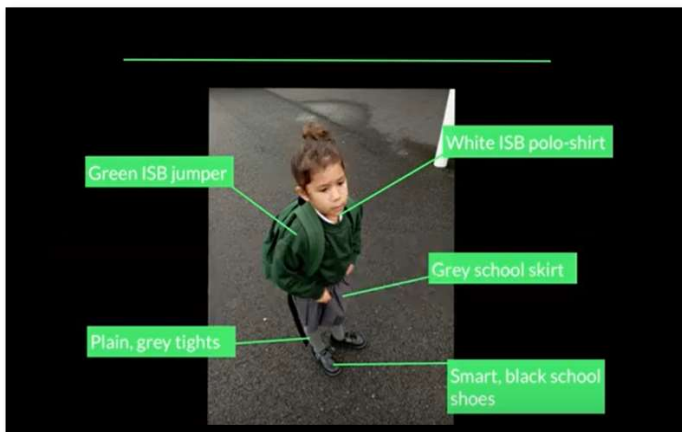 White ISB polo-shirt
Green ISB jumper
Grey school skirt
Plain, grey tights
Smart, black school
shoes